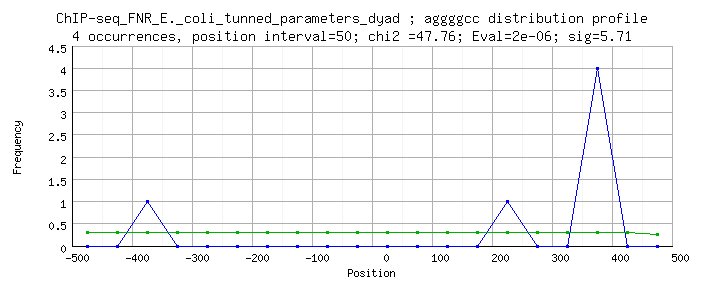 ChIP-seq_FNR_E._coli_tunned_parameters_dyad ; aggggcc distribution profile
4 occurrences, position interval=50; chi2 =47.76; Eval=2e-06; sig=5.71
4.5
4
3.5
3
2.5
2
1.5
1
0.5
0
Frequency
-500 -400 -300 -200 -100 0 100 200 300 400 500
Position